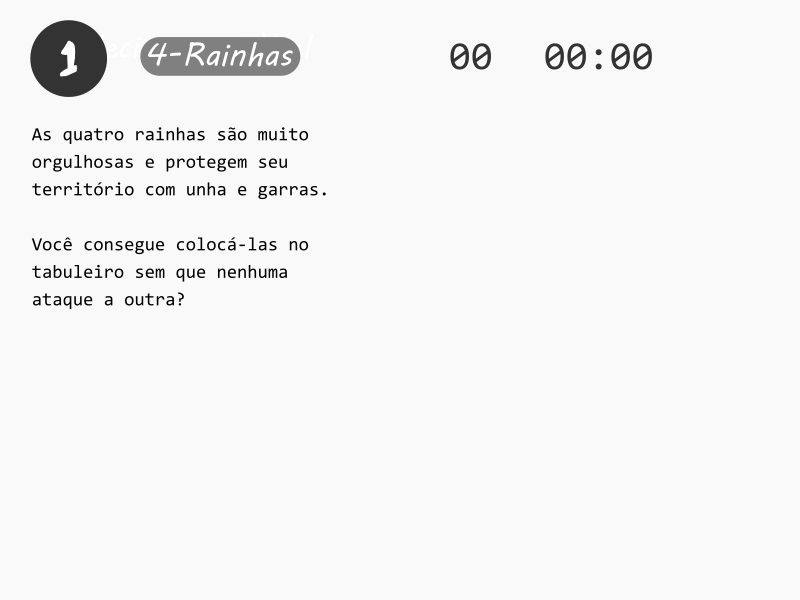 1 4-Rainhas 00 00:00
As quatro rainhas são muito
orgulhosas e protegem seu
território com unha e garras.
Você consegue colocá-las no
tabuleiro sem que nenhuma
ataque a outra?